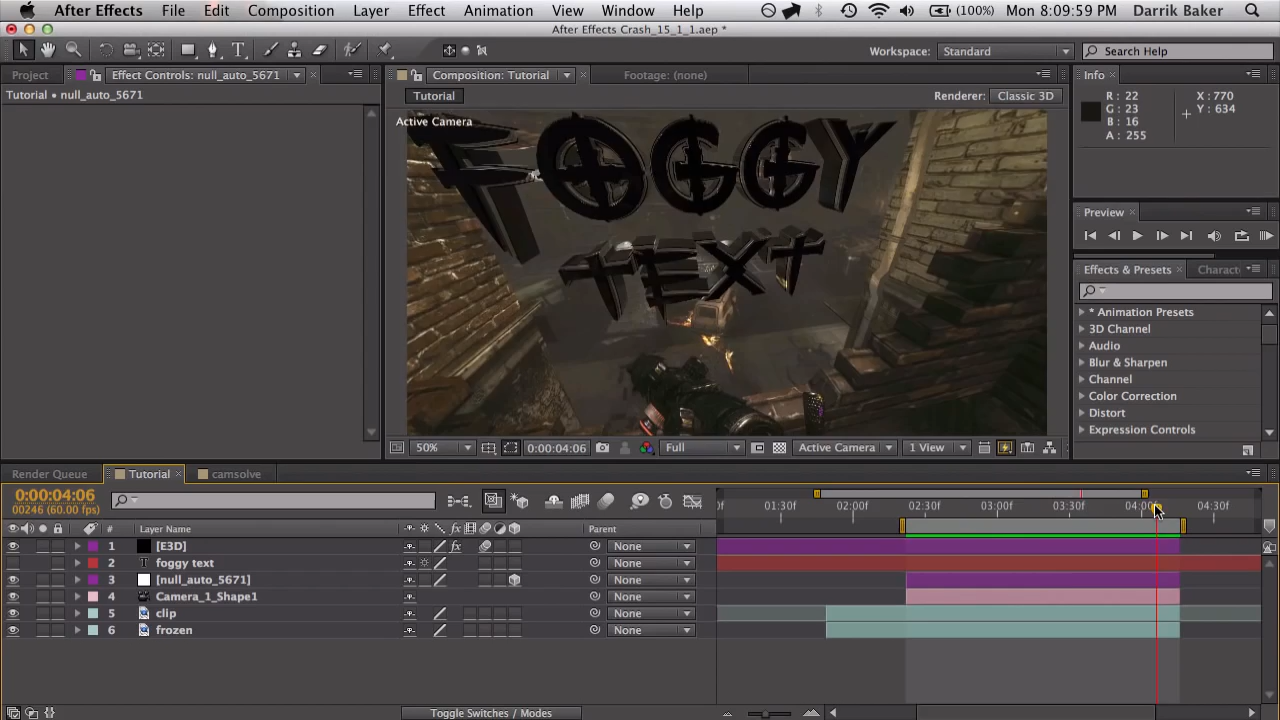 After Effects File Edit Composition Layer Effect Animation View Window Help (100%) Mon 8:09:59 PM Darrik Baker
After Effects Crash_15_1_1.aep *
Workspace: Standard Search Help
Project Effect Controls: null_auto_5671 Composition: Tutorial Footage: (none) Info
Tutorial • null_auto_5671
Tutorial Renderer: Classic 3D
Active Camera
R : 22 X : 770
G : 23 Y : 634
B : 16
A : 255
FOGGY
TEXT
Preview
Effects & Presets Charact
* Animation Presets
3D Channel
Audio
Blur & Sharpen
Channel
Color Correction
Distort
Expression Controls
50% 0:00:04:06 Full Active Camera 1 View
Render Queue Tutorial camsolve
0:00:04:06
00246 (60.00 fps)
0f 01:30f 02:00f 02:30f 03:00f 03:30f 04:00f 04:30f
# Layer Name fx Parent
1 [E3D] fx None
2 T foggy text None
3 [null_auto_5671] None
4 Camera_1_Shape1 None
5 clip None
6 frozen None
Toggle Switches / Modes